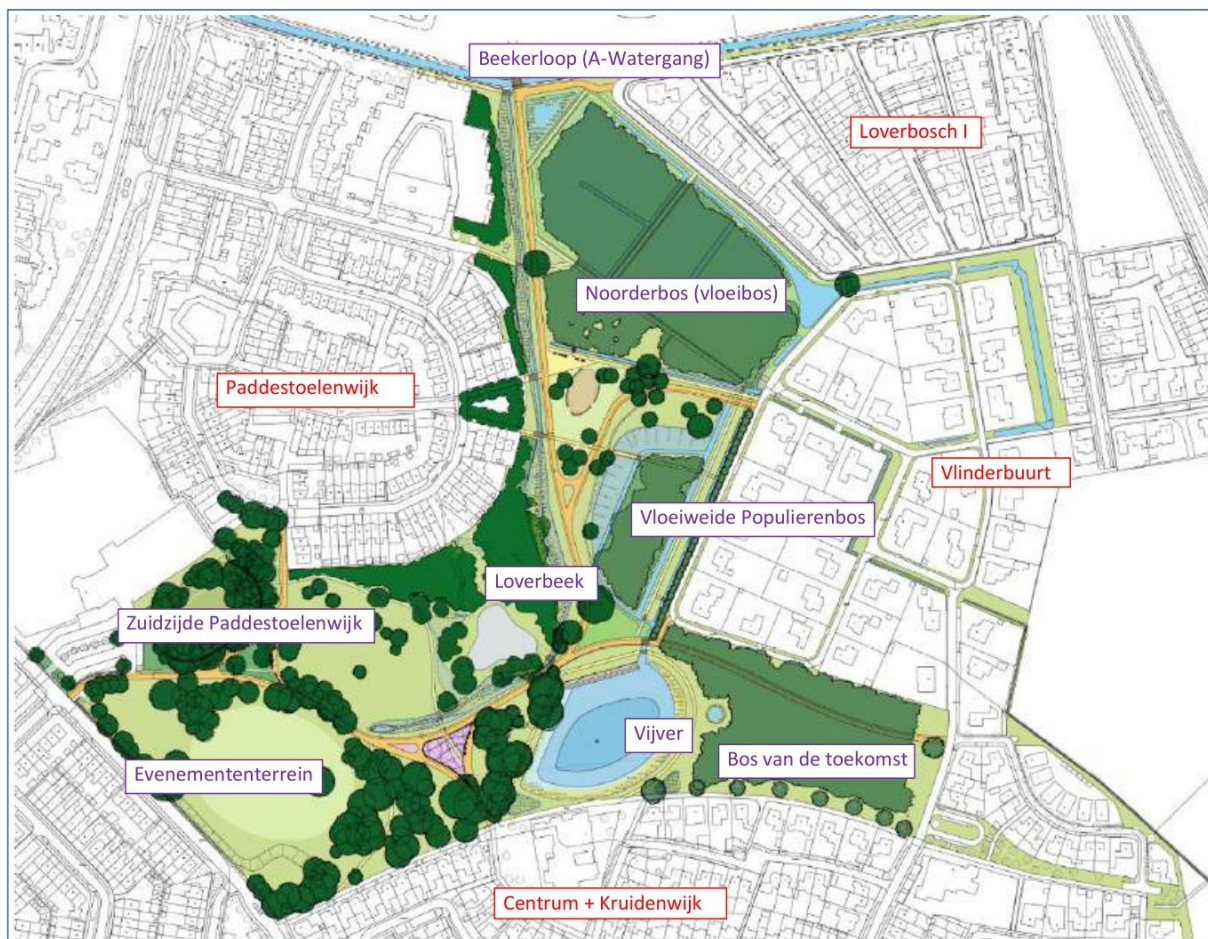 Beekerloop (A-Watergang)
Loverbosch I
Noorderbos (vloeibos)
Paddestoelenwijk
Vlinderbuurt
Vloeiweide Populierenbos
Loverbeek
Zuidzijde Paddestoelenwijk
Vijver
Bos van de toekomst
Evenemententerrein
Centrum + Kruidenwijk